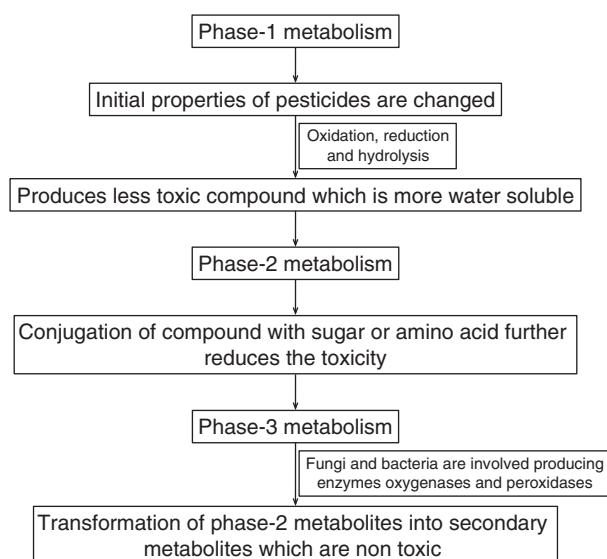 Phase-1 metabolism
Initial properties of pesticides are changed
Oxidation, reduction
and hydrolysis
Produces less toxic compound which is more water soluble
Phase-2 metabolism
Conjugation of compound with sugar or amino acid further
reduces the toxicity
Phase-3 metabolism
Fungi and bacteria are involved producing
enzymes oxygenases and peroxidases
Transformation of phase-2 metabolites into secondary
metabolites which are non toxic